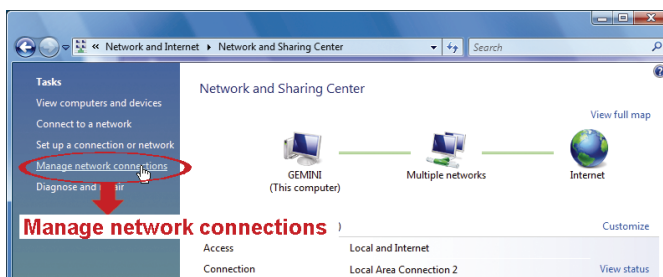 « Network and Internet ▸ Network and Sharing Center
Search
Tasks
View computers and devices
Connect to a network
Set up a connection or network
Manage network connections
Diagnose and
Network and Sharing Center
View full map
GEMINI
(This computer)
Multiple networks
Internet
Manage network connections
)
Customize
Access
Local and Internet
Connection
Local Area Connection 2
View status